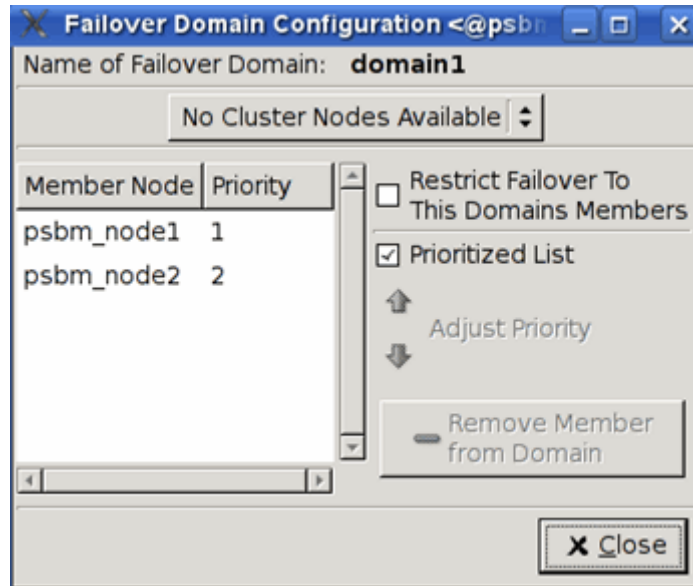 Failover Domain Configuration <@psbm
Name of Failover Domain: domain1
No Cluster Nodes Available
Member Node Priority
psbm_node1 1
psbm_node2 2
Restrict Failover To
This Domains Members
Prioritized List
Adjust Priority
Remove Member
from Domain
Close